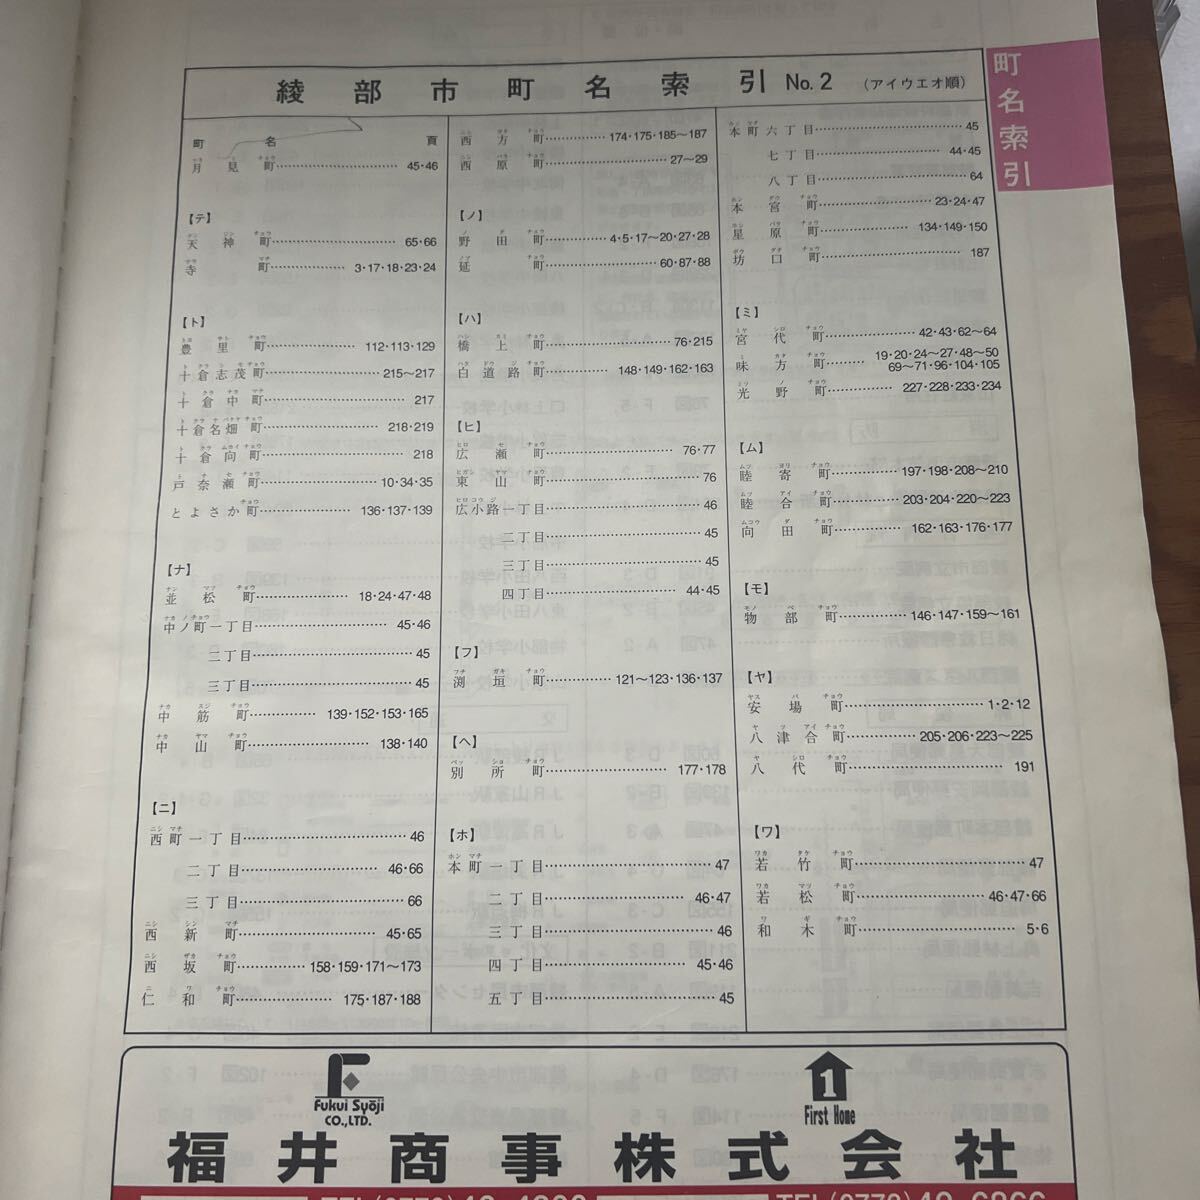 綾部市町名索引 No.2 (アイウエオ順)
町名索引
町名 頁
月見町 45・46
【テ】
天神町 65・66
寺町 3・17・18・23・24
【ト】
豊里町 112・113・129
十倉志茂町 215〜217
十倉中町 217
十倉名畑町 218・219
十倉向町 218
戸奈瀬町 10・34・35
とよさか町 136・137・139
【ナ】
並松町 18・24・47・48
中ノ町一丁目 45・46
二丁目 45
三丁目 45
中筋町 139・152・153・165
中山町 138・140
【ニ】
西町一丁目 46
二丁目 46・66
三丁目 66
西新町 45・65
西坂町 158・159・171〜173
仁和町 175・187・188
西方町 174・175・185〜187
西原町 27〜29
【ノ】
野田町 4・5・17〜20・27・28
延町 60・87・88
【ハ】
橋上町 76・215
白道路町 148・149・162・163
【ヒ】
広瀬町 76・77
東山町 76
広小路一丁目 46
二丁目 45
三丁目 45
四丁目 44・45
【フ】
渕垣町 121〜123・136・137
【ヘ】
別所町 177・178
【ホ】
本町一丁目 47
二丁目 46・47
三丁目 46
四丁目 45・46
五丁目 45
本町六丁目 45
七丁目 44・45
八丁目 64
本宮町 23・24・47
星原町 134・149・150
坊口町 187
【ミ】
宮代町 42・43・62〜64
味方町 19・20・24〜27・48〜50
69〜71・96・104・105
光野町 227・228・233・234
【ム】
睦寄町 197・198・208〜210
睦合町 203・204・220〜223
向田町 162・163・176・177
【モ】
物部町 146・147・159〜161
【ヤ】
安場町 1・2・12
八津合町 205・206・223〜225
八代町 191
【ワ】
若竹町 47
若松町 46・47・66
和木町 5・6
Fukui Syōji
CO.,LTD.
1
First Home
福井商事株式会社